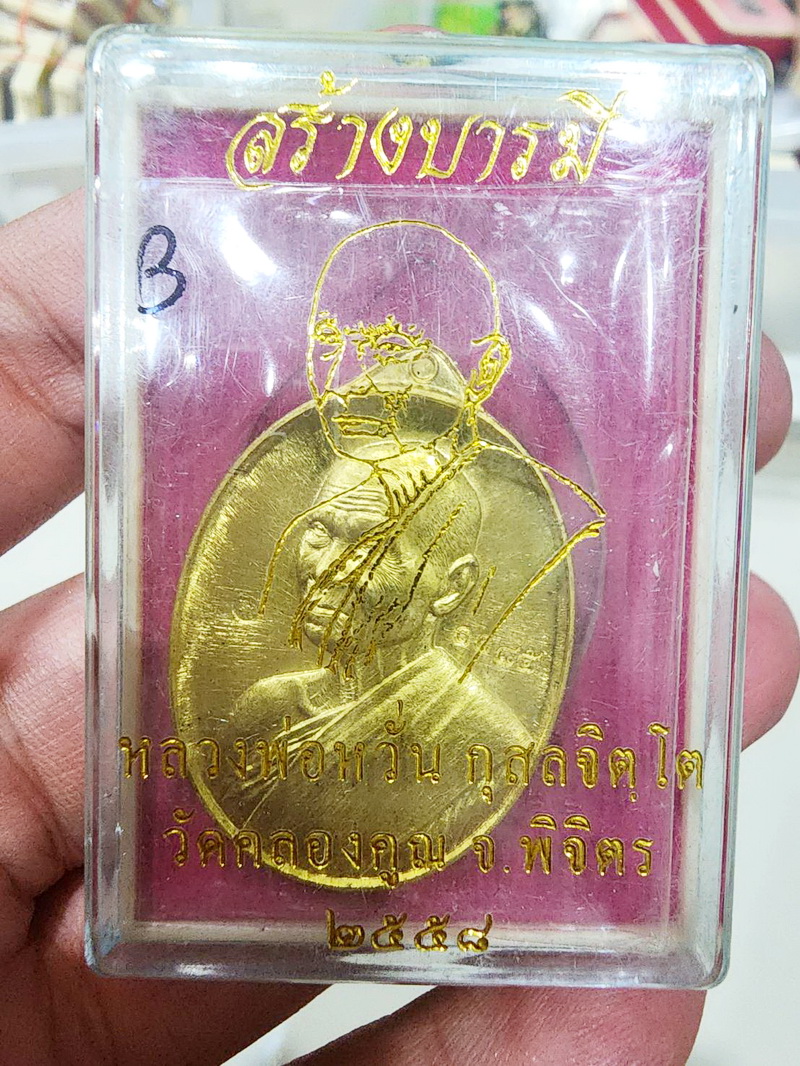 สร้างบารมี
B
หลวงพ่อหวั่น กุสลจิตฺโต
วัดคลองคูณ จ.พิจิตร
๒๕๕๘